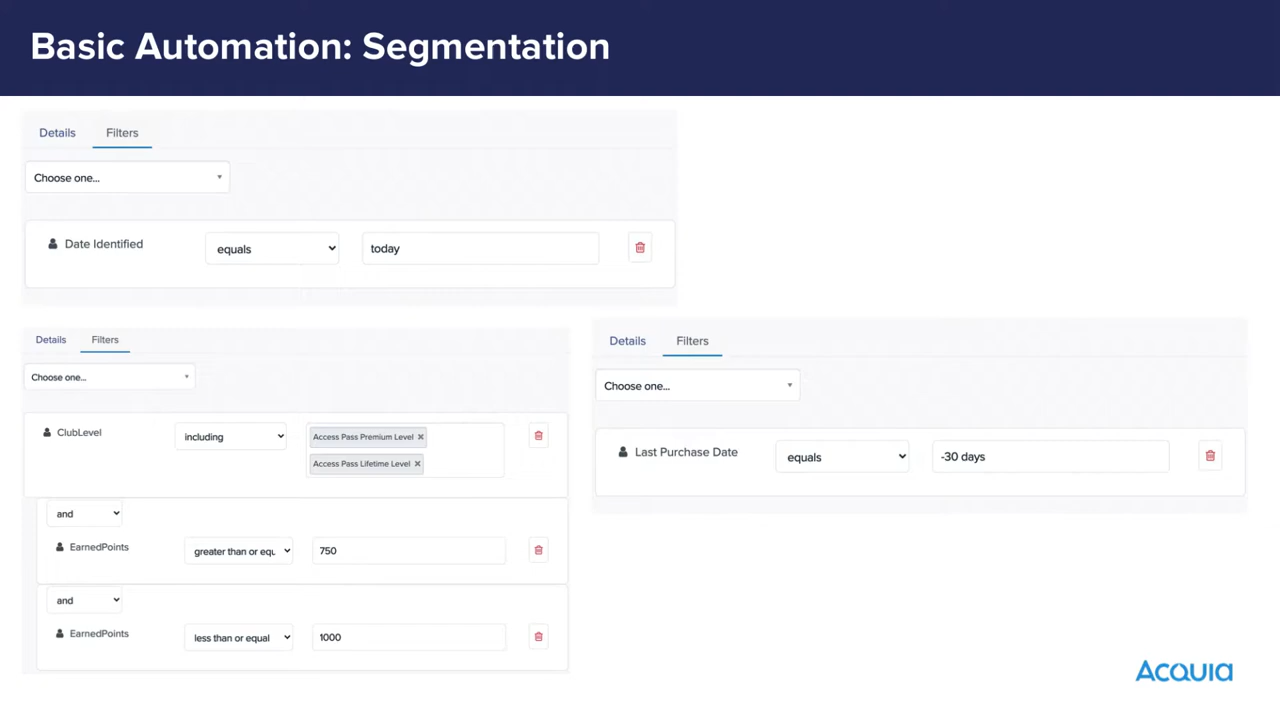 Basic Automation: Segmentation
Details Filters
Choose one...
Date Identified equals today
Details Filters
Choose one...
ClubLevel including Access Pass Premium Level ×
Access Pass Lifetime Level ×
and
EarnedPoints greater than or equ 750
and
EarnedPoints less than or equal 1000
Details Filters
Choose one...
Last Purchase Date equals -30 days
Acquia